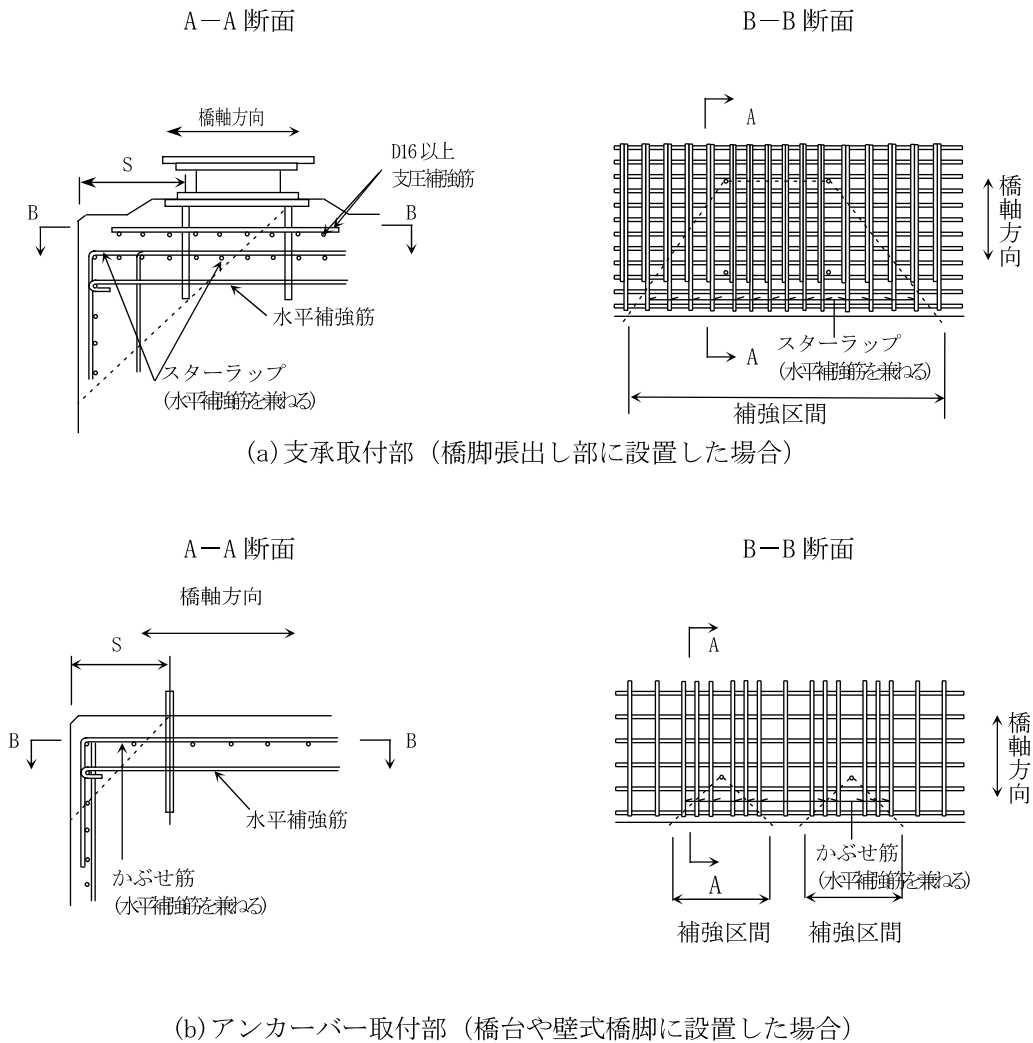 A－A 断面
B－B 断面
橋軸方向
S
D16 以上
支圧補強筋
B
B
水平補強筋
スターラップ
(水平補強筋を兼ねる)
A
橋軸方向
A
スターラップ
(水平補強筋を兼ねる)
補強区間
(a) 支承取付部（橋脚張出し部に設置した場合）
A－A 断面
B－B 断面
橋軸方向
S
B
B
水平補強筋
かぶせ筋
(水平補強筋を兼ねる)
A
橋軸方向
かぶせ筋
(水平補強筋を兼ねる)
A
補強区間
補強区間
(b) アンカーバー取付部（橋台や壁式橋脚に設置した場合）